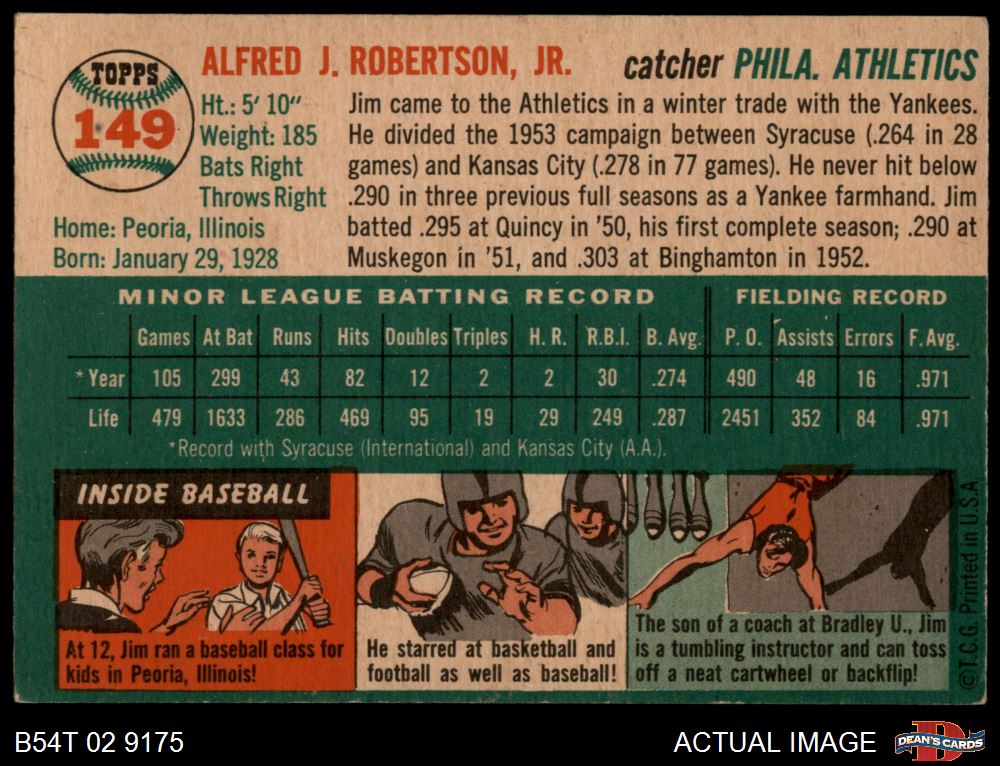 TOPPS
149
ALFRED J. ROBERTSON, JR.
catcher PHILA. ATHLETICS
Ht.: 5' 10"
Weight: 185
Bats Right
Throws Right
Home: Peoria, Illinois
Born: January 29, 1928
Jim came to the Athletics in a winter trade with the Yankees.
He divided the 1953 campaign between Syracuse (.264 in 28
games) and Kansas City (.278 in 77 games). He never hit below
.290 in three previous full seasons as a Yankee farmhand. Jim
batted .295 at Quincy in '50, his first complete season; .290 at
Muskegon in '51, and .303 at Binghamton in 1952.
MINOR LEAGUE BATTING RECORD FIELDING RECORD
Games At Bat Runs Hits Doubles Triples H. R. R.B.I. B. Avg. P. O. Assists Errors F. Avg.
*Year 105 299 43 82 12 2 2 30 .274 490 48 16 .971
Life 479 1633 286 469 95 19 29 249 .287 2451 352 84 .971
*Record with Syracuse (International) and Kansas City (A.A.).
INSIDE BASEBALL
At 12, Jim ran a baseball class for
kids in Peoria, Illinois!
He starred at basketball and
football as well as baseball!
The son of a coach at Bradley U., Jim
is a tumbling instructor and can toss
off a neat cartwheel or backflip!
©T.C.G. Printed in U.S.A.
B54T 02 9175
ACTUAL IMAGE
DEAN'S CARDS